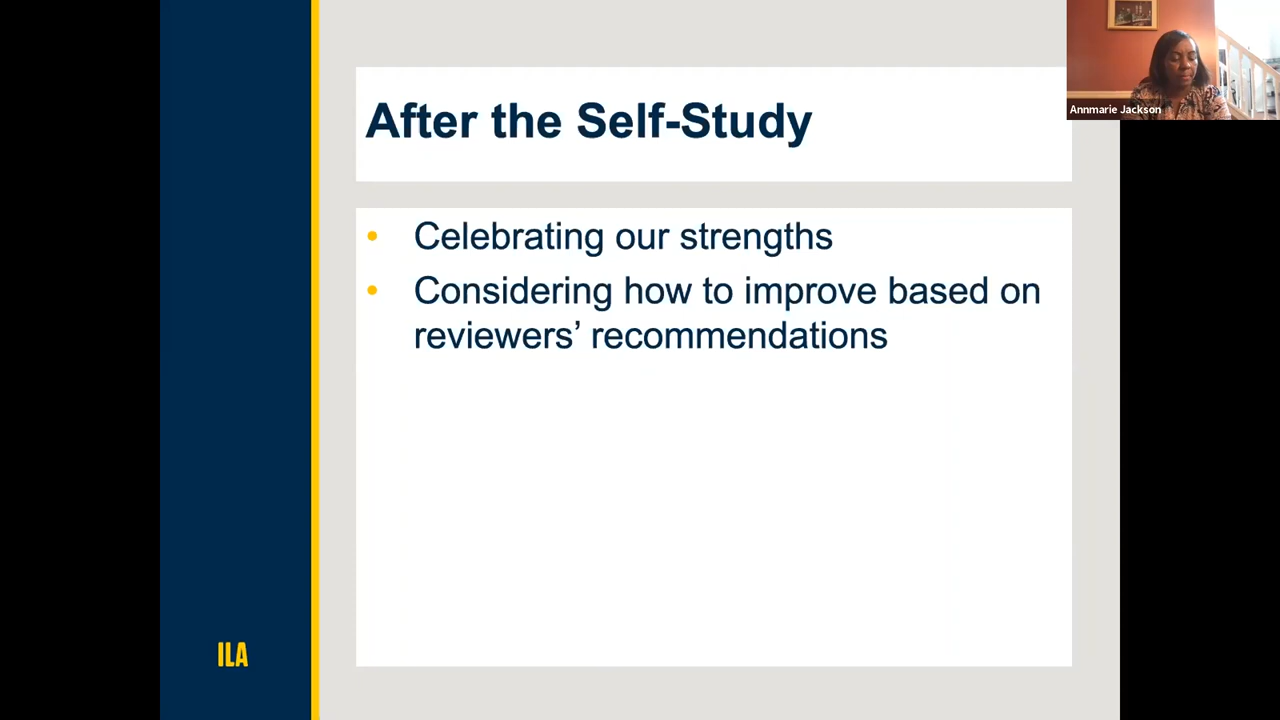 After the Self-Study
• Celebrating our strengths
• Considering how to improve based on
reviewers’ recommendations
ILA
Annmarie Jackson